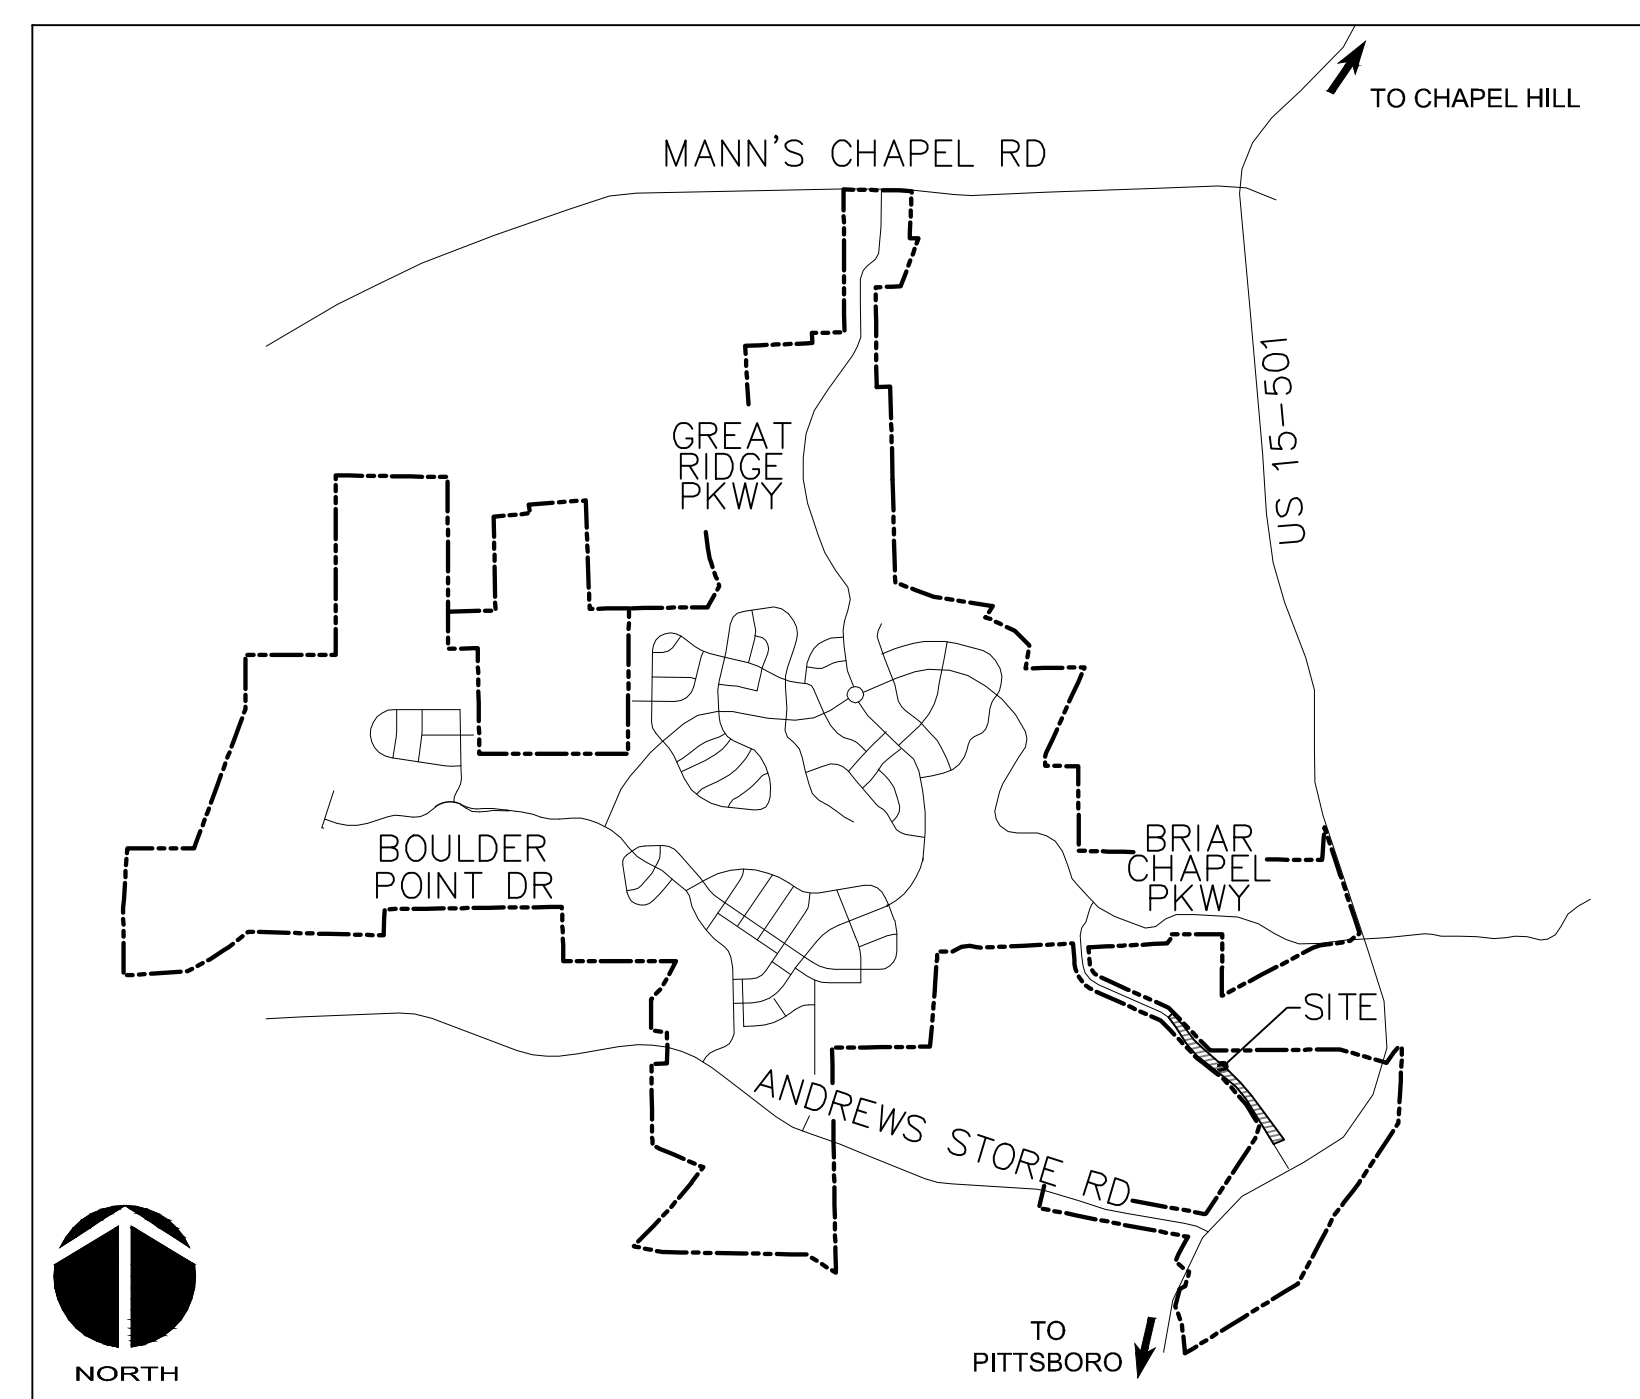 TO CHAPEL HILL
MANN'S CHAPEL RD
US 15-501
GREAT
RIDGE
PKWY
BOULDER
POINT DR
BRIAR
CHAPEL
PKWY
SITE
ANDREWS STORE RD
TO
PITTSBORO
NORTH